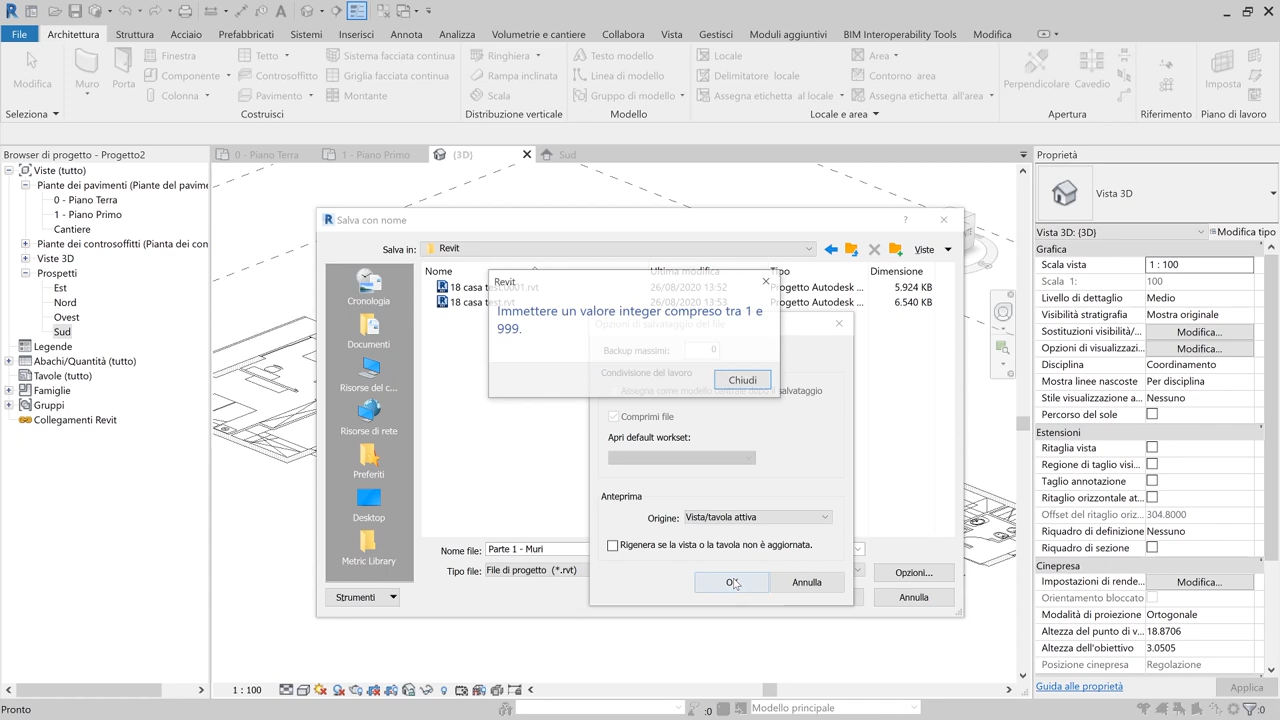 File
Architettura
Struttura
Acciaio
Prefabbricati
Sistemi
Inserisci
Annota
Analizza
Volumetrie e cantiere
Collabora
Vista
Gestisci
Moduli aggiuntivi
BIM Interoperability Tools
Modifica
Modifica
Muro
Porta
Finestra
Componente
Colonna
Tetto
Controsoffitto
Pavimento
Sistema facciata continua
Griglia facciata continua
Montante
Ringhiera
Rampa inclinata
Scala
Testo modello
Linea di modello
Gruppo di modello
Locale
Delimitatore locale
Assegna etichetta al locale
Area
Contorno area
Assegna etichetta all'area
Perpendicolare
Cavedio
Imposta
Seleziona
Costruisci
Distribuzione verticale
Modello
Locale e area
Apertura
Riferimento
Piano di lavoro
Browser di progetto - Progetto2
Viste (tutto)
Piante dei pavimenti (Piante del pavime
0 - Piano Terra
1 - Piano Primo
Cantiere
Piante dei controsoffitti (Pianta dei con
Viste 3D
Prospetti
Est
Nord
Ovest
Sud
Legende
Abachi/Quantità (tutto)
Tavole (tutto)
Famiglie
Gruppi
Collegamenti Revit
0 - Piano Terra
1 - Piano Primo
{3D}
Sud
Salva con nome
?
Salva in:
Revit
Viste
Cronologia
Documenti
Risorse del c...
Risorse di rete
Preferiti
Desktop
Metric Library
Nome
Ultima modifica
Tipo
Dimensione
18 casa test.0001.rvt
26/08/2020 13:52
Progetto Autodesk ...
5.924 KB
18 casa test.rvt
26/08/2020 13:53
Progetto Autodesk ...
6.540 KB
Revit
Immettere un valore integer compreso tra 1 e
999.
Chiudi
Opzioni di salvataggio del file
Backup massimi:
0
Condivisione del lavoro
Assegna come modello centrale dopo il salvataggio
Comprimi file
Apri default workset:
Anteprima
Origine:
Vista/tavola attiva
Rigenera se la vista o la tavola non è aggiornata.
OK
Annulla
Nome file:
Parte 1 - Muri
Tipo file:
File di progetto (*.rvt)
Opzioni...
Strumenti
Annulla
Proprietà
Vista 3D
Vista 3D: {3D}
Modifica tipo
Grafica
Scala vista
1 : 100
Scala 1:
100
Livello di dettaglio
Medio
Visibilità stratigrafia
Mostra originale
Sostituzioni visibilità/...
Modifica...
Opzioni di visualizzazi...
Modifica...
Disciplina
Coordinamento
Mostra linee nascoste
Per disciplina
Stile visualizzazione a...
Nessuno
Percorso del sole
Estensioni
Ritaglia vista
Regione di taglio visi...
Taglio annotazione
Ritaglio orizzontale at...
Offset del ritaglio oriz...
304.8000
Riquadro di definizione
Nessuno
Riquadro di sezione
Cinepresa
Impostazioni di rende...
Modifica...
Orientamento bloccato
Modalità di proiezione
Ortogonale
Altezza del punto di v...
18.8706
Altezza dell'obiettivo
3.0505
Posizione cinepresa
Regolazione
Guida alle proprietà
Applica
1 : 100
Pronto
:0
Modello principale
:0